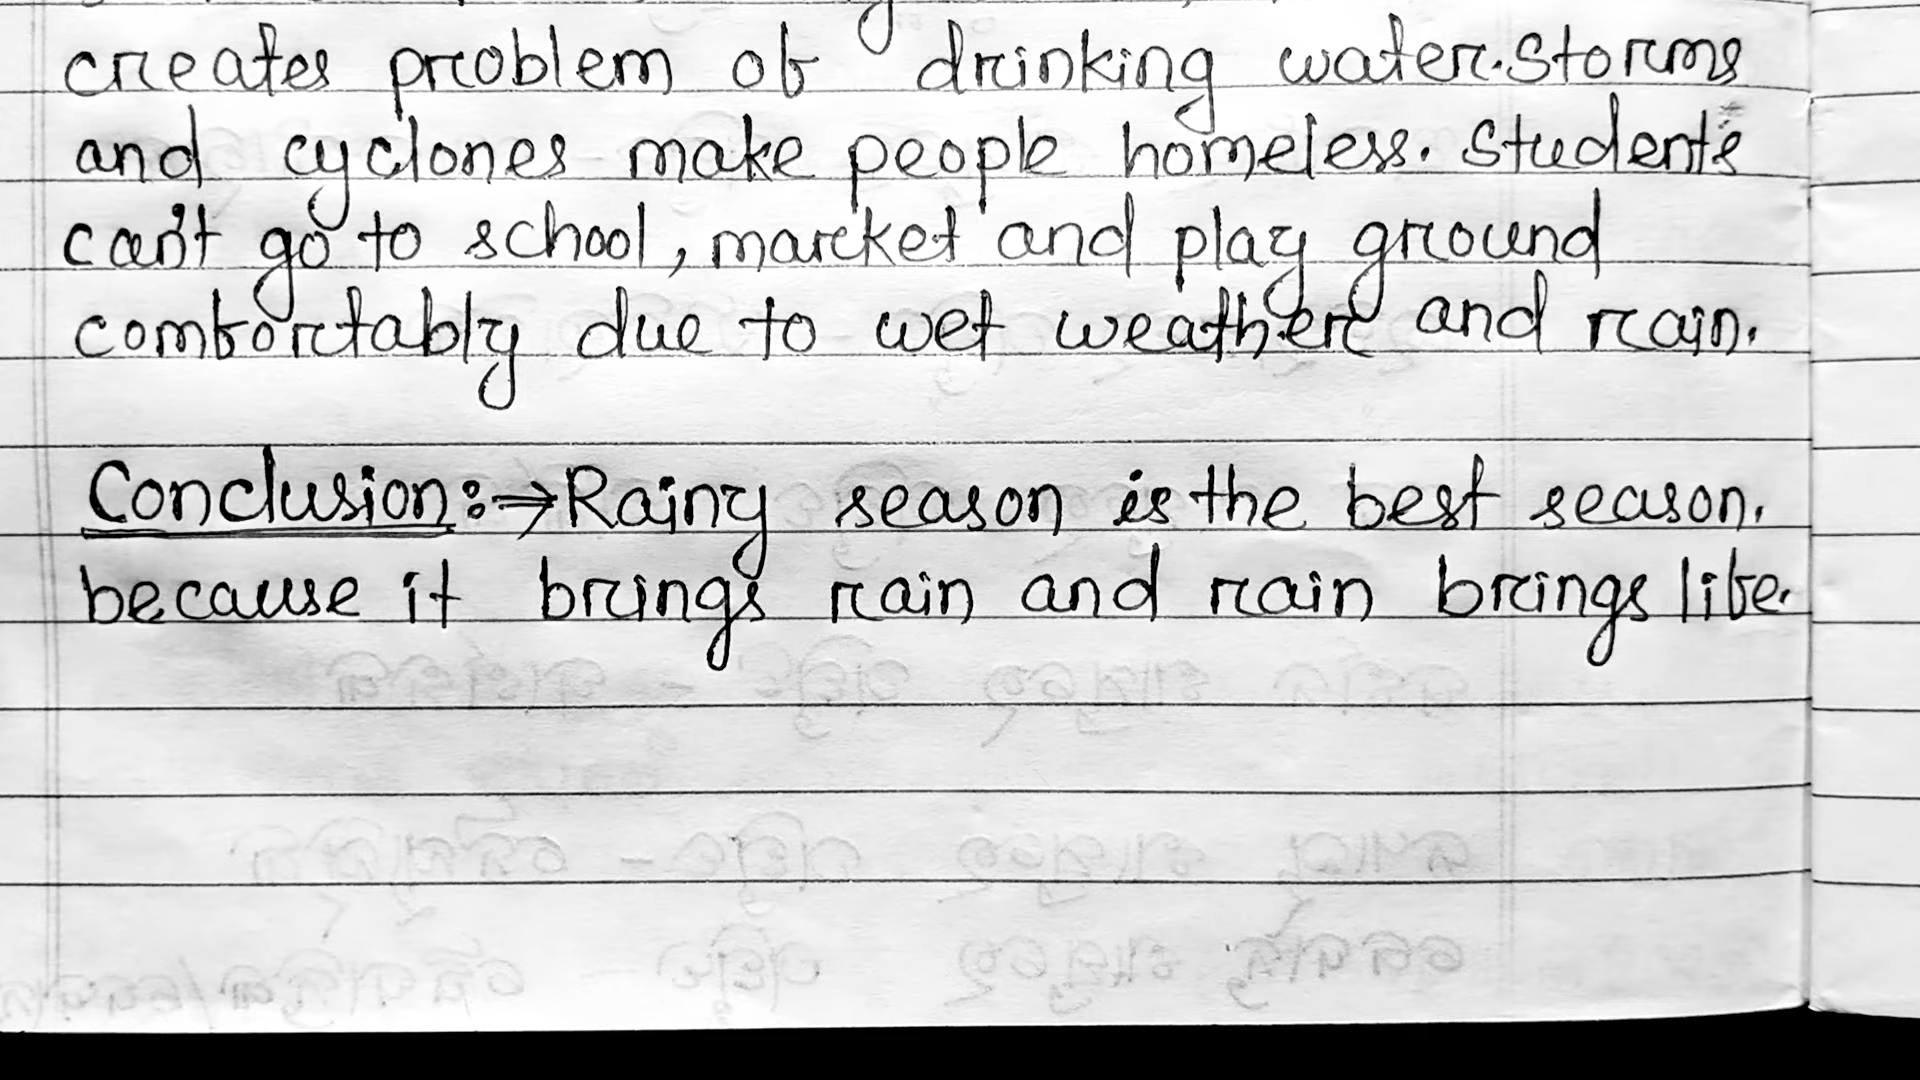 creates problem of drinking water. Storms
and cyclones make people homeless. Students
can't go to school, market and play ground
comfortably due to wet weather and rain.
Conclusion:→Rainy season is the best season.
because it brings rain and rain brings life.